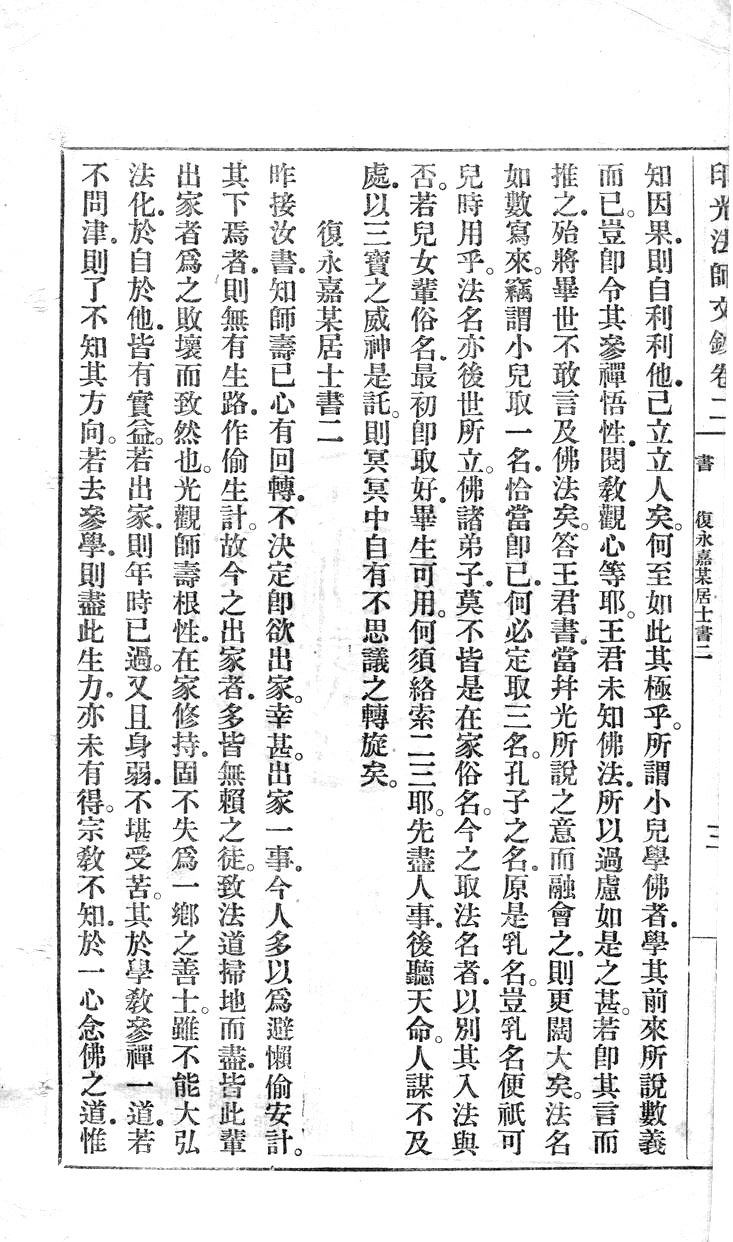 印光法師文鈔卷二 書 復永嘉某居士書二 三
知因果。則自利利他。己立立人矣。何至如此其極乎。所謂小兒學佛者。學其前來所說數義
而已。豈卽令其參禪悟性。閱敎觀心等耶。王君未知佛法。所以過慮如是之甚。若卽其言而
推之。殆將畢世不敢言及佛法矣。答王君書。當拜光所說之意而融會之。則更闊大矣。法名
如數寫來。竊謂小兒取一名。恰當卽已。何必定取三名。孔子之名。原是乳名。豈乳名便祇可
兒時用乎。法名亦後世所立。佛諸弟子。莫不皆是在家俗名。今之取法名者。以別其入法與
否。若兒女輩俗名。最初卽取好。畢生可用。何須絡索二三耶。先盡人事。後聽天命。人謀不及
處。以三寶之威神是託。則冥冥中自有不思議之轉旋矣。
復永嘉某居士書二
昨接汝書。知師壽已心有回轉。不決定卽欲出家。幸甚。出家一事。今人多以爲避懶偷安計。
其下焉者。則無有生路。作偷生計。故今之出家者。多皆無賴之徒。致法道掃地而盡。皆此輩
出家者爲之敗壞而致然也。光觀師壽根性。在家修持。固不失爲一鄉之善士。雖不能大弘
法化。於自於他。皆有實益。若出家。則年時已過。又且身弱。不堪受苦。其於學敎參禪一道。若
不問津。則了不知其方向。若去參學。則盡此生力。亦未有得。宗敎不知。於一心念佛之道。惟